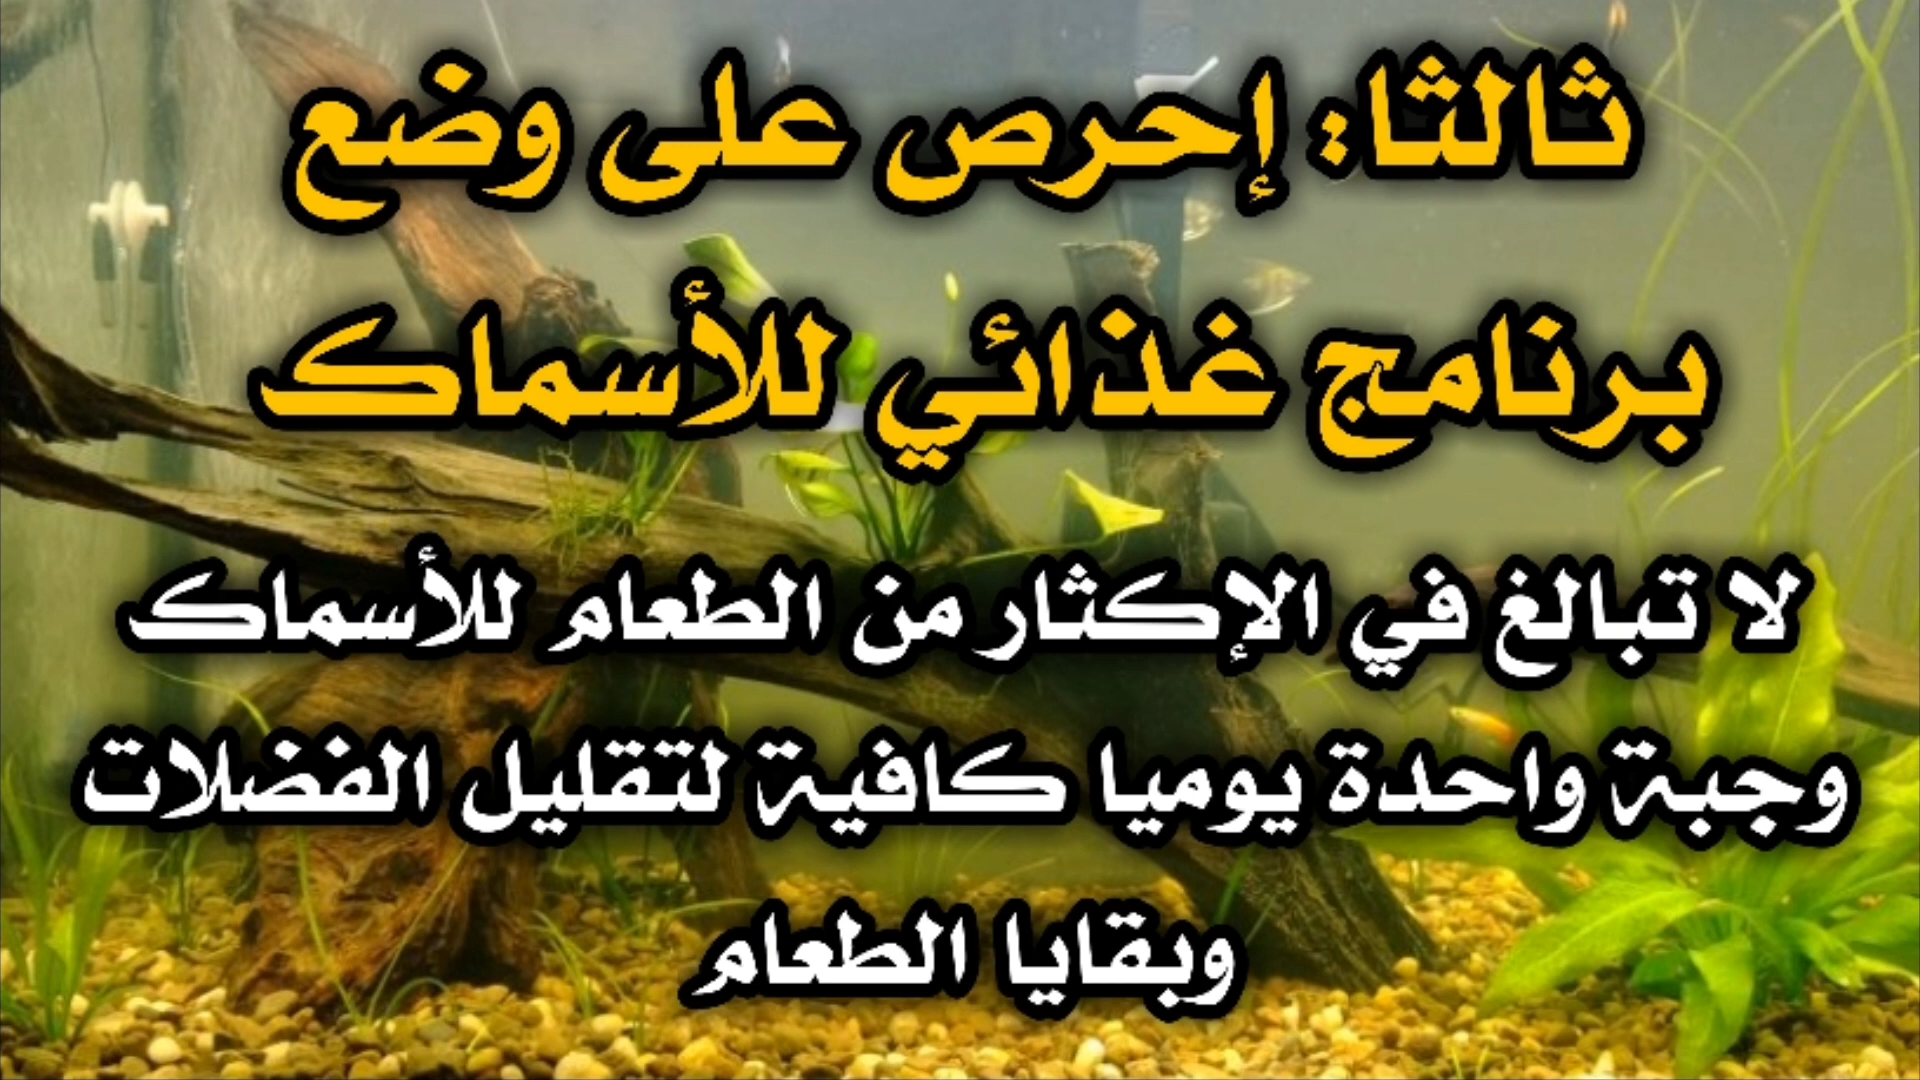 ثالثا: إحرص على وضع
برنامج غذائي للأسماك
لا تبالغ في الإكثار من الطعام للأسماك
وجبة واحدة يوميا كافية لتقليل الفضلات
وبقايا الطعام